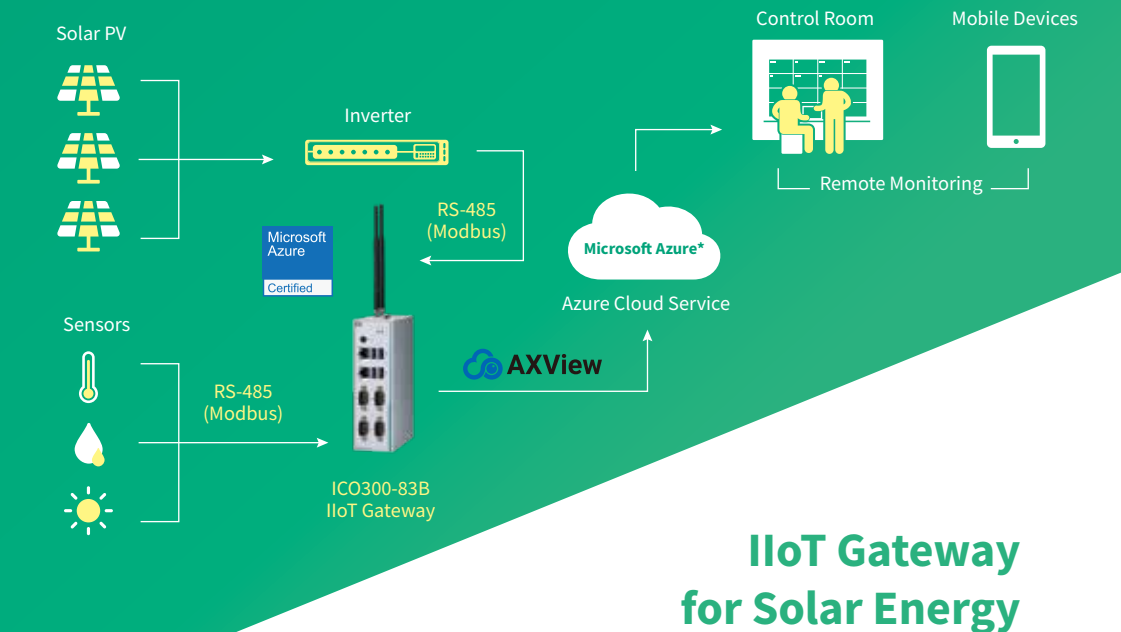 Solar PV
Inverter
RS-485
(Modbus)
Microsoft
Azure
Certified
Sensors
RS-485
(Modbus)
ICO300-83B
IIoT Gateway
AXView
Microsoft Azure*
Azure Cloud Service
Control Room
Mobile Devices
Remote Monitoring
IIoT Gateway
for Solar Energy